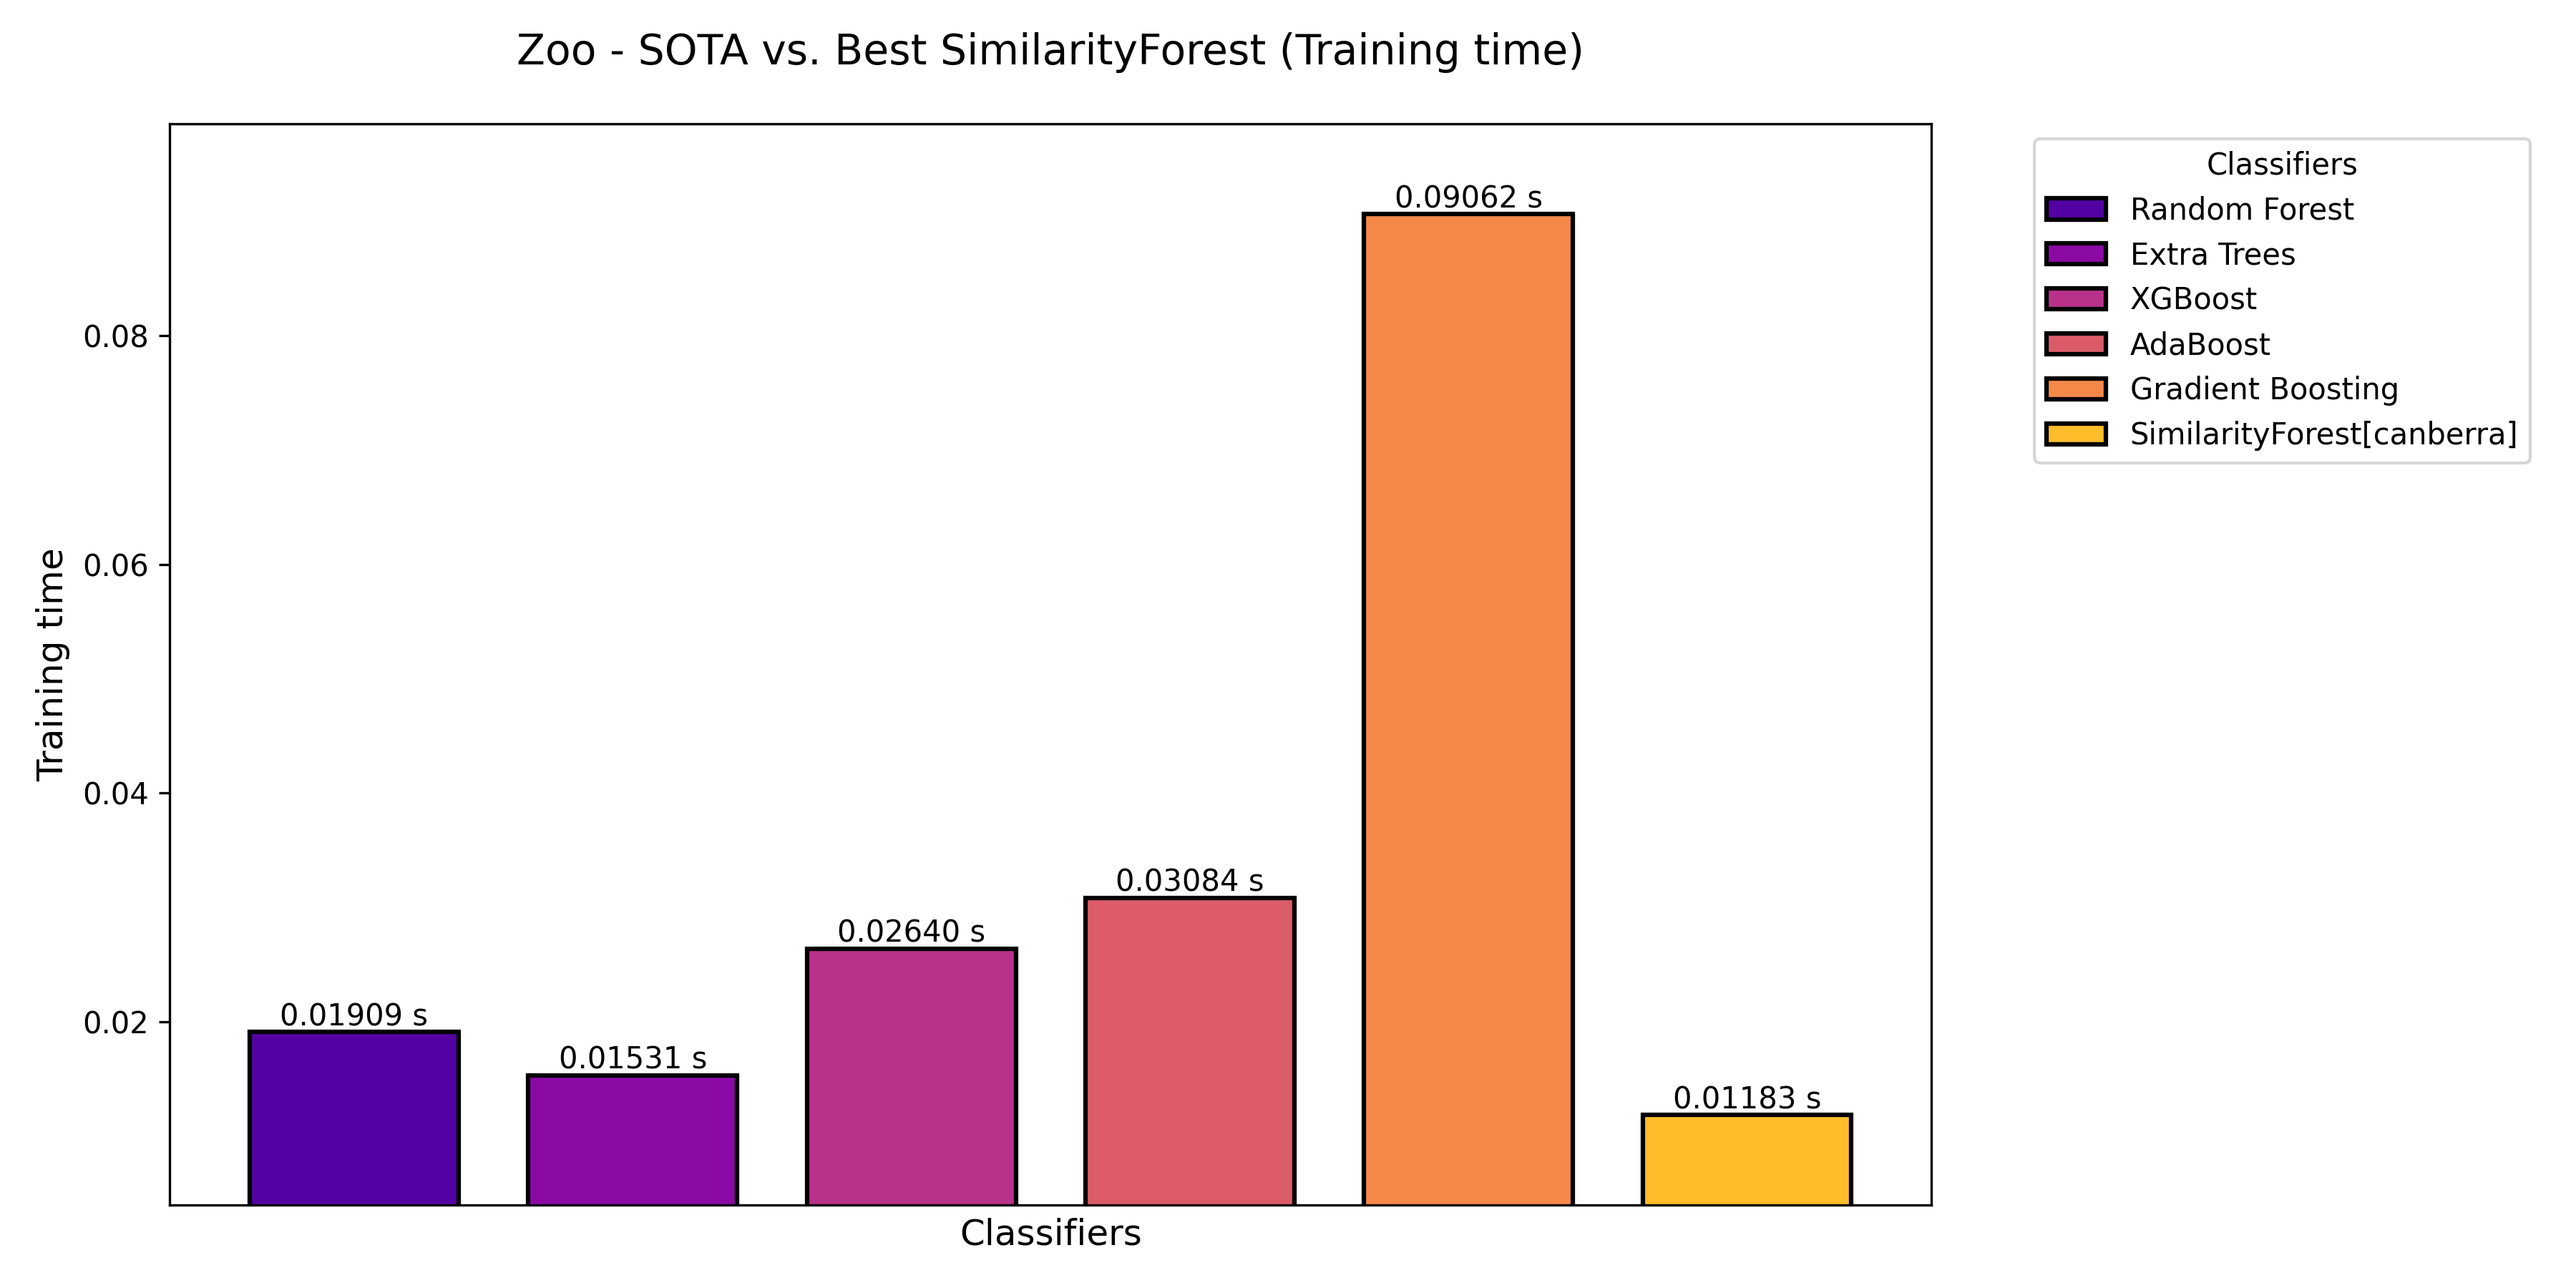 Zoo - SOTA vs. Best SimilarityForest (Training time)
Training time
0.08
0.06
0.04
0.02
0.01909 s
0.01531 s
0.02640 s
0.03084 s
0.09062 s
0.01183 s
Classifiers
Classifiers
Random Forest
Extra Trees
XGBoost
AdaBoost
Gradient Boosting
SimilarityForest[canberra]